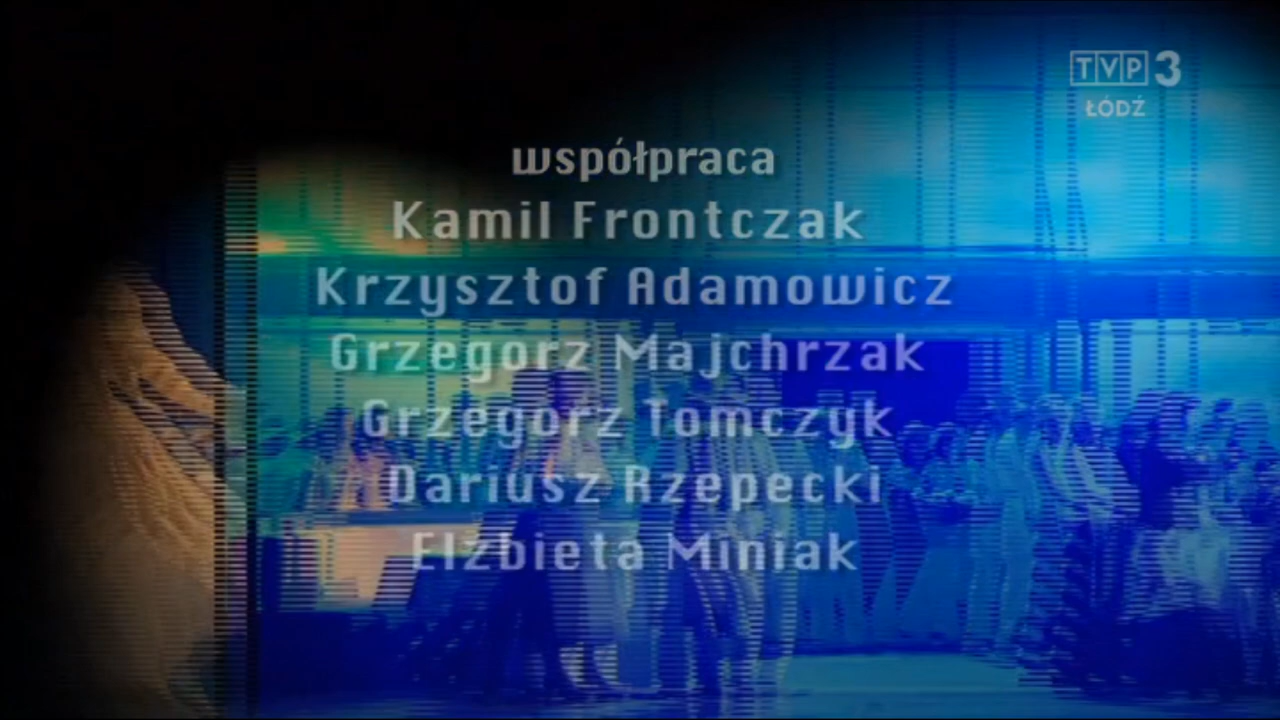 TVP3
ŁÓDŹ
współpraca
Kamil Frontczak
Krzysztof Adamowicz
Grzegorz Majchrzak
Grzegorz Tomczyk
Dariusz Rzepecki
Elżbieta Miniak